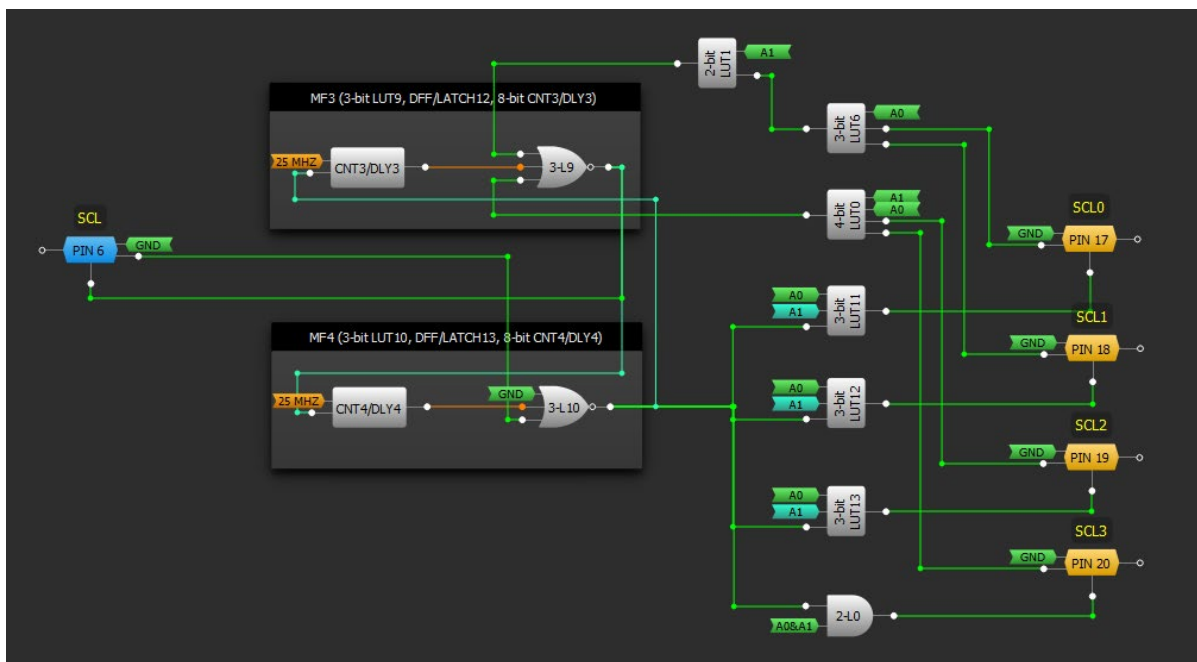 2-bit
LUT1
A1
MF3 (3-bit LUT9, DFF/LATCH12, 8-bit CNT3/DLY3)
25 MHZ
CNT3/DLY3
3-L9
3-bit
LUT6
A0
4-bit
LUT0
A1
A0
SCL
PIN 6
GND
SCL0
GND
PIN 17
3-bit
LUT11
A0
A1
SCL1
GND
PIN 18
MF4 (3-bit LUT10, DFF/LATCH13, 8-bit CNT4/DLY4)
25 MHZ
CNT4/DLY4
GND
3-L10
3-bit
LUT12
A0
A1
SCL2
GND
PIN 19
3-bit
LUT13
A0
A1
SCL3
GND
PIN 20
2-L0
A0&A1